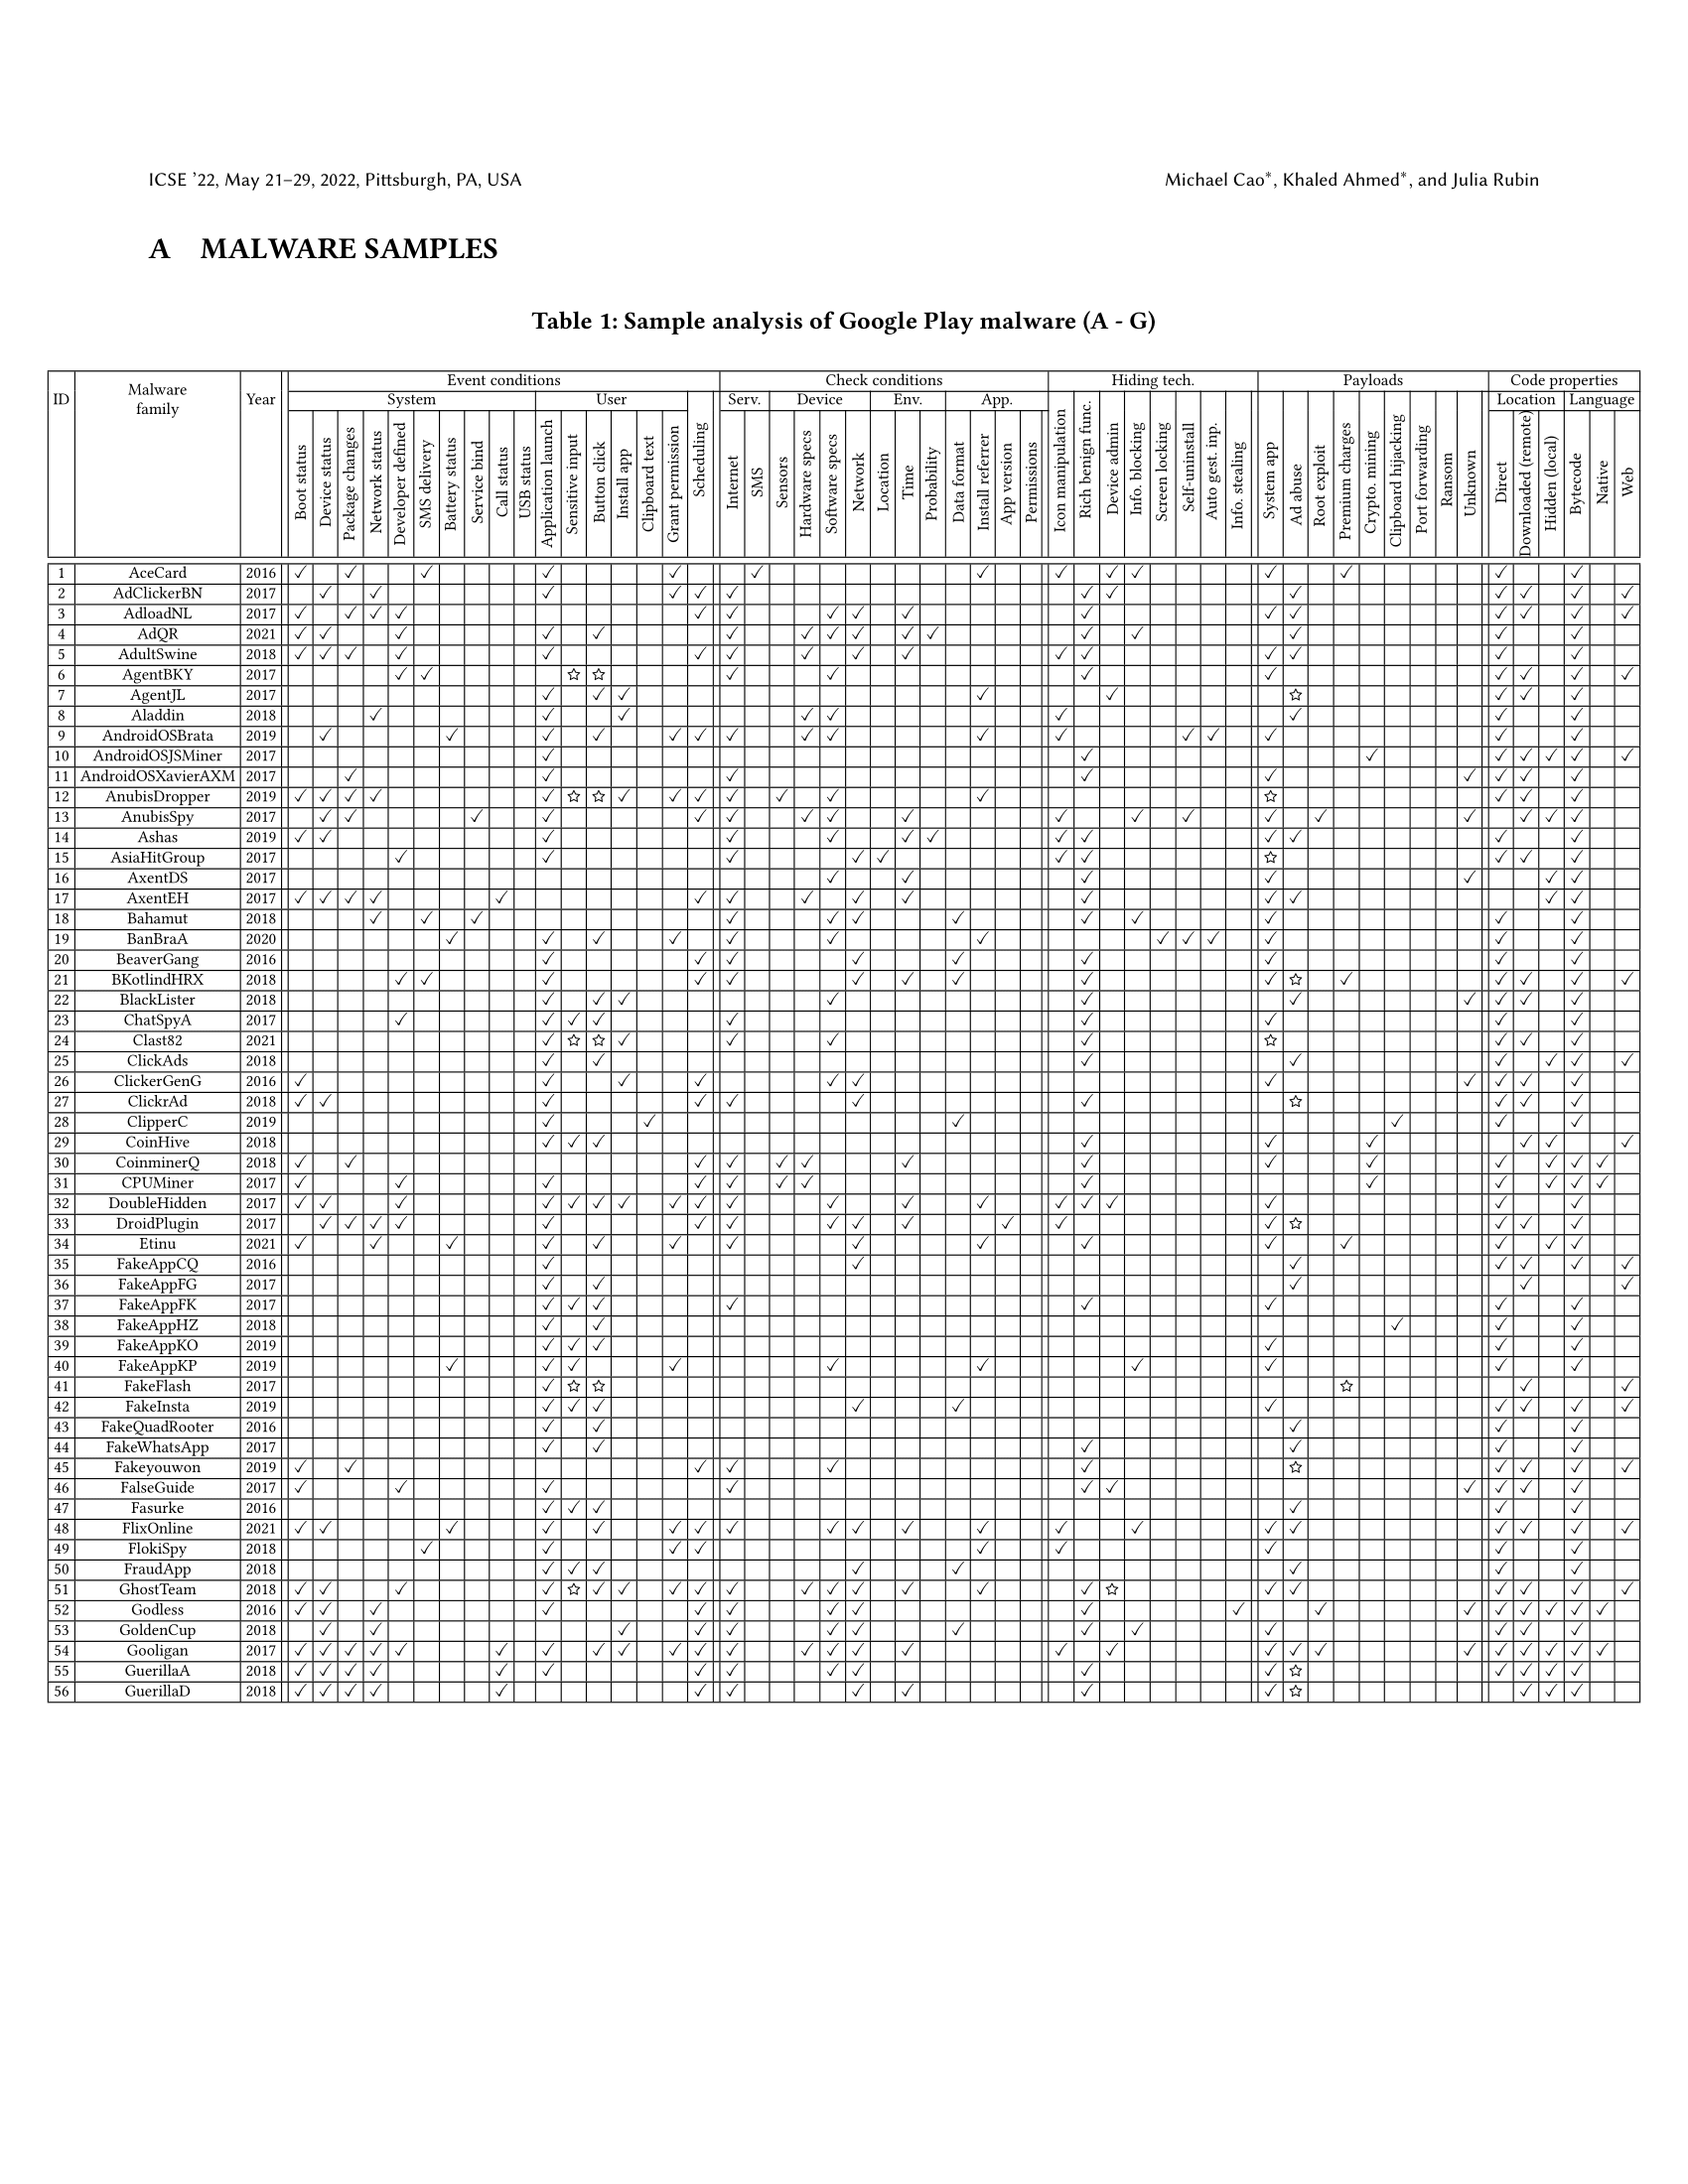 ICSE ’22, May 21–29, 2022, Pittsburgh, PA, USA
Michael Cao*, Khaled Ahmed*, and Julia Rubin
A MALWARE SAMPLES
Table 1: Sample analysis of Google Play malware (A - G)
ID Malware family Year Event conditions Check conditions Hiding tech. Payloads Code properties
System User Serv. Device Env. App. Location Language
Boot status Device status Package changes Network status Developer defined SMS delivery Battery status Service bind Call status USB status Application launch Sensitive input Button click Install app Clipboard text Grant permission Scheduling Internet SMS Sensors Hardware specs Software specs Network Location Time Probability Data format Install referrer App version Permissions Icon manipulation Rich benign func. Device admin Info. blocking Screen locking Self-uninstall Auto gest. inp. Info. stealing System app Ad abuse Root exploit Premium charges Crypto. mining Clipboard hijacking Port forwarding Ransom Unknown Direct Downloaded (remote) Hidden (local) Bytecode Native Web
1 AceCard 2016 ✓ ✓ ✓ ✓ ✓ ✓ ✓ ✓ ✓ ✓ ✓ ✓ ✓ ✓
2 AdClickerBN 2017 ✓ ✓ ✓ ✓ ✓ ✓ ✓ ✓ ✓ ✓ ✓ ✓ ✓
3 AdloadNL 2017 ✓ ✓ ✓ ✓ ✓ ✓ ✓ ✓ ✓ ✓ ✓ ✓ ✓ ✓ ✓ ✓
4 AdQR 2021 ✓ ✓ ✓ ✓ ✓ ✓ ✓ ✓ ✓ ✓ ✓ ✓ ✓ ✓ ✓ ✓
5 AdultSwine 2018 ✓ ✓ ✓ ✓ ✓ ✓ ✓ ✓ ✓ ✓ ✓ ✓ ✓ ✓ ✓ ✓
6 AgentBKY 2017 ✓ ✓ ☆ ☆ ✓ ✓ ✓ ✓ ✓ ✓ ✓ ✓
7 AgentJL 2017 ✓ ✓ ✓ ✓ ✓ ☆ ✓ ✓ ✓
8 Aladdin 2018 ✓ ✓ ✓ ✓ ✓ ✓ ✓ ✓ ✓
9 AndroidOSBrata 2019 ✓ ✓ ✓ ✓ ✓ ✓ ✓ ✓ ✓ ✓ ✓ ✓ ✓ ✓ ✓ ✓
10 AndroidOSJSMiner 2017 ✓ ✓ ✓ ✓ ✓ ✓ ✓ ✓
11 AndroidOSXavierAXM 2017 ✓ ✓ ✓ ✓ ✓ ✓ ✓ ✓ ✓
12 AnubisDropper 2019 ✓ ✓ ✓ ✓ ✓ ☆ ☆ ✓ ✓ ✓ ✓ ✓ ✓ ✓ ☆ ✓ ✓ ✓
13 AnubisSpy 2017 ✓ ✓ ✓ ✓ ✓ ✓ ✓ ✓ ✓ ✓ ✓ ✓ ✓ ✓ ✓ ✓ ✓ ✓
14 Ashas 2019 ✓ ✓ ✓ ✓ ✓ ✓ ✓ ✓ ✓ ✓ ✓ ✓ ✓
15 AsiaHitGroup 2017 ✓ ✓ ✓ ✓ ✓ ✓ ✓ ☆ ✓ ✓ ✓
16 AxentDS 2017 ✓ ✓ ✓ ✓ ✓ ✓ ✓
17 AxentEH 2017 ✓ ✓ ✓ ✓ ✓ ✓ ✓ ✓ ✓ ✓ ✓ ✓ ✓ ✓ ✓
18 Bahamut 2018 ✓ ✓ ✓ ✓ ✓ ✓ ✓ ✓ ✓ ✓ ✓ ✓
19 BanBraA 2020 ✓ ✓ ✓ ✓ ✓ ✓ ✓ ✓ ✓ ✓ ✓ ✓ ✓
20 BeaverGang 2016 ✓ ✓ ✓ ✓ ✓ ✓ ✓ ✓ ✓
21 BKotlindHRX 2018 ✓ ✓ ✓ ✓ ✓ ✓ ✓ ✓ ✓ ✓ ☆ ✓ ✓ ✓ ✓ ✓
22 BlackLister 2018 ✓ ✓ ✓ ✓ ✓ ✓ ✓ ✓ ✓ ✓
23 ChatSpyA 2017 ✓ ✓ ✓ ✓ ✓ ✓ ✓ ✓ ✓
24 Clast82 2021 ✓ ☆ ☆ ✓ ✓ ✓ ✓ ☆ ✓ ✓ ✓
25 ClickAds 2018 ✓ ✓ ✓ ✓ ✓ ✓ ✓ ✓
26 ClickerGenG 2016 ✓ ✓ ✓ ✓ ✓ ✓ ✓ ✓ ✓ ✓ ✓
27 ClickrAd 2018 ✓ ✓ ✓ ✓ ✓ ✓ ✓ ☆ ✓ ✓ ✓
28 ClipperC 2019 ✓ ✓ ✓ ✓ ✓ ✓
29 CoinHive 2018 ✓ ✓ ✓ ✓ ✓ ✓ ✓ ✓ ✓
30 CoinminerQ 2018 ✓ ✓ ✓ ✓ ✓ ✓ ✓ ✓ ✓ ✓ ✓ ✓ ✓ ✓
31 CPUMiner 2017 ✓ ✓ ✓ ✓ ✓ ✓ ✓ ✓ ✓ ✓ ✓ ✓ ✓
32 DoubleHidden 2017 ✓ ✓ ✓ ✓ ✓ ✓ ✓ ✓ ✓ ✓ ✓ ✓ ✓ ✓ ✓ ✓ ✓ ✓ ✓
33 DroidPlugin 2017 ✓ ✓ ✓ ✓ ✓ ✓ ✓ ✓ ✓ ✓ ✓ ✓ ✓ ☆ ✓ ✓ ✓
34 Etinu 2021 ✓ ✓ ✓ ✓ ✓ ✓ ✓ ✓ ✓ ✓ ✓ ✓ ✓ ✓ ✓
35 FakeAppCQ 2016 ✓ ✓ ✓ ✓ ✓ ✓ ✓
36 FakeAppFG 2017 ✓ ✓ ✓ ✓ ✓
37 FakeAppFK 2017 ✓ ✓ ✓ ✓ ✓ ✓ ✓ ✓
38 FakeAppHZ 2018 ✓ ✓ ✓ ✓ ✓
39 FakeAppKO 2019 ✓ ✓ ✓ ✓ ✓ ✓
40 FakeAppKP 2019 ✓ ✓ ✓ ✓ ✓ ✓ ✓ ✓ ✓ ✓
41 FakeFlash 2017 ✓ ☆ ☆ ☆ ✓ ✓
42 FakeInsta 2019 ✓ ✓ ✓ ✓ ✓ ✓ ✓ ✓ ✓ ✓
43 FakeQuadRooter 2016 ✓ ✓ ✓ ✓ ✓
44 FakeWhatsApp 2017 ✓ ✓ ✓ ✓ ✓ ✓
45 Fakeyouwon 2019 ✓ ✓ ✓ ✓ ✓ ✓ ☆ ✓ ✓ ✓ ✓
46 FalseGuide 2017 ✓ ✓ ✓ ✓ ✓ ✓ ✓ ✓ ✓ ✓
47 Fasurke 2016 ✓ ✓ ✓ ✓ ✓ ✓
48 FlixOnline 2021 ✓ ✓ ✓ ✓ ✓ ✓ ✓ ✓ ✓ ✓ ✓ ✓ ✓ ✓ ✓ ✓ ✓ ✓ ✓ ✓
49 FlokiSpy 2018 ✓ ✓ ✓ ✓ ✓ ✓ ✓ ✓ ✓
50 FraudApp 2018 ✓ ✓ ✓ ✓ ✓ ✓ ✓ ✓
51 GhostTeam 2018 ✓ ✓ ✓ ✓ ☆ ✓ ✓ ✓ ✓ ✓ ✓ ✓ ✓ ✓ ✓ ✓ ☆ ✓ ✓ ✓ ✓ ✓ ✓
52 Godless 2016 ✓ ✓ ✓ ✓ ✓ ✓ ✓ ✓ ✓ ✓ ✓ ✓ ✓ ✓ ✓ ✓ ✓
53 GoldenCup 2018 ✓ ✓ ✓ ✓ ✓ ✓ ✓ ✓ ✓ ✓ ✓ ✓ ✓ ✓
54 Gooligan 2017 ✓ ✓ ✓ ✓ ✓ ✓ ✓ ✓ ✓ ✓ ✓ ✓ ✓ ✓ ✓ ✓ ✓ ✓ ✓ ✓ ✓ ✓ ✓ ✓ ✓ ✓ ✓
55 GuerillaA 2018 ✓ ✓ ✓ ✓ ✓ ✓ ✓ ✓ ✓ ✓ ✓ ✓ ☆ ✓ ✓ ✓ ✓
56 GuerillaD 2018 ✓ ✓ ✓ ✓ ✓ ✓ ✓ ✓ ✓ ✓ ✓ ☆ ✓ ✓ ✓